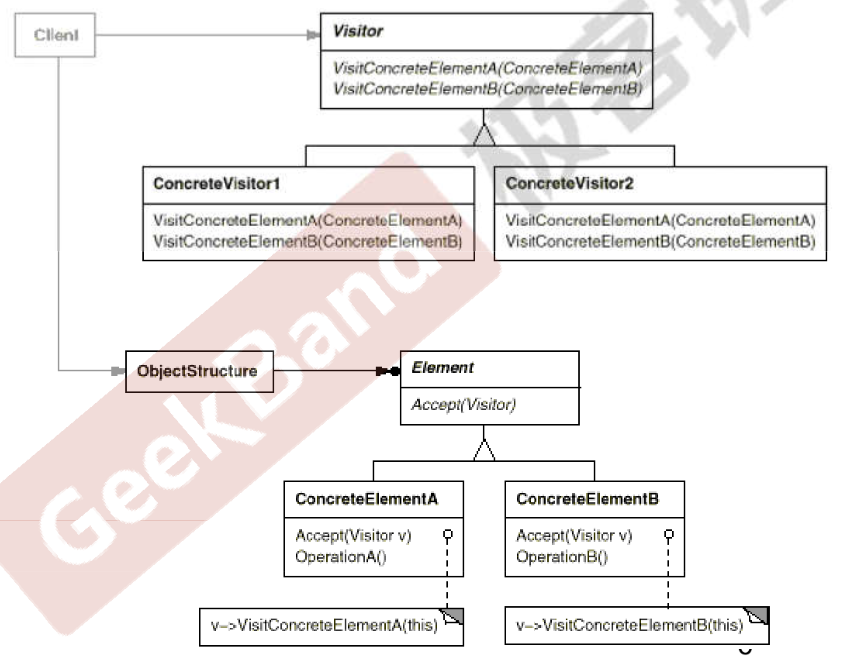 Client
Visitor
VisitConcreteElementA(ConcreteElementA)
VisitConcreteElementB(ConcreteElementB)
ConcreteVisitor1
VisitConcreteElementA(ConcreteElementA)
VisitConcreteElementB(ConcreteElementB)
ConcreteVisitor2
VisitConcreteElementA(ConcreteElementA)
VisitConcreteElementB(ConcreteElementB)
ObjectStructure
Element
Accept(Visitor)
ConcreteElementA
Accept(Visitor v)
OperationA()
ConcreteElementB
Accept(Visitor v)
OperationB()
v->VisitConcreteElementA(this)
v->VisitConcreteElementB(this)
GeekBand
极客班